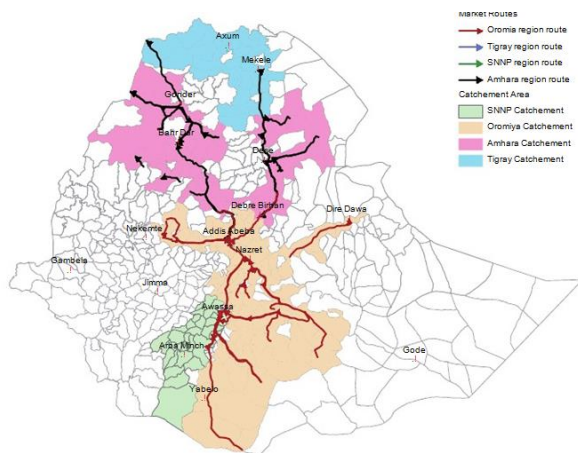 Market Routes
Oromia region route
Tigray region route
SNNP region route
Amhara region route
Catchement Area
SNNP Catchement
Oromiya Catchement
Amhara Catchement
Tigray Catchement
Axum
Mekele
Gonder
Bahr Dar
Dese
Debre Birhan
Dire Dawa
Nekemte
Addis Abeba
Nazret
Gambela
Jimma
Awassa
Arba Minch
Gode
Yabelo